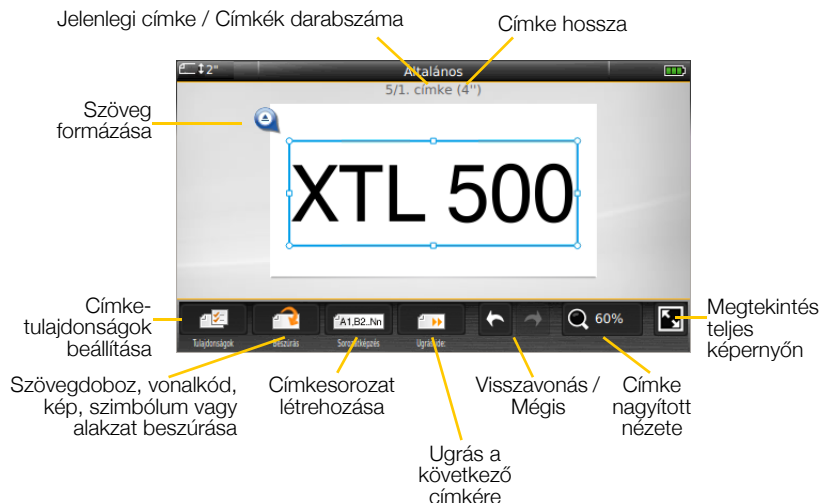 Jelenlegi címke / Címkék darabszáma
Címke hossza
2"
Általános
5/1. címke (4'')
Szöveg
formázása
XTL 500
Címke-
tulajdonságok
beállítása
A1,B2..Nn
60%
Tulajdonságok
Beszúrás
Sorozatképzés
Ugrás ide:
Megtekintés
teljes
képernyőn
Szövegdoboz, vonalkód,
kép, szimbólum vagy
alakzat beszúrása
Címkesorozat
létrehozása
Visszavonás /
Mégis
Címke
nagyított
nézete
Ugrás a
következő
címkére